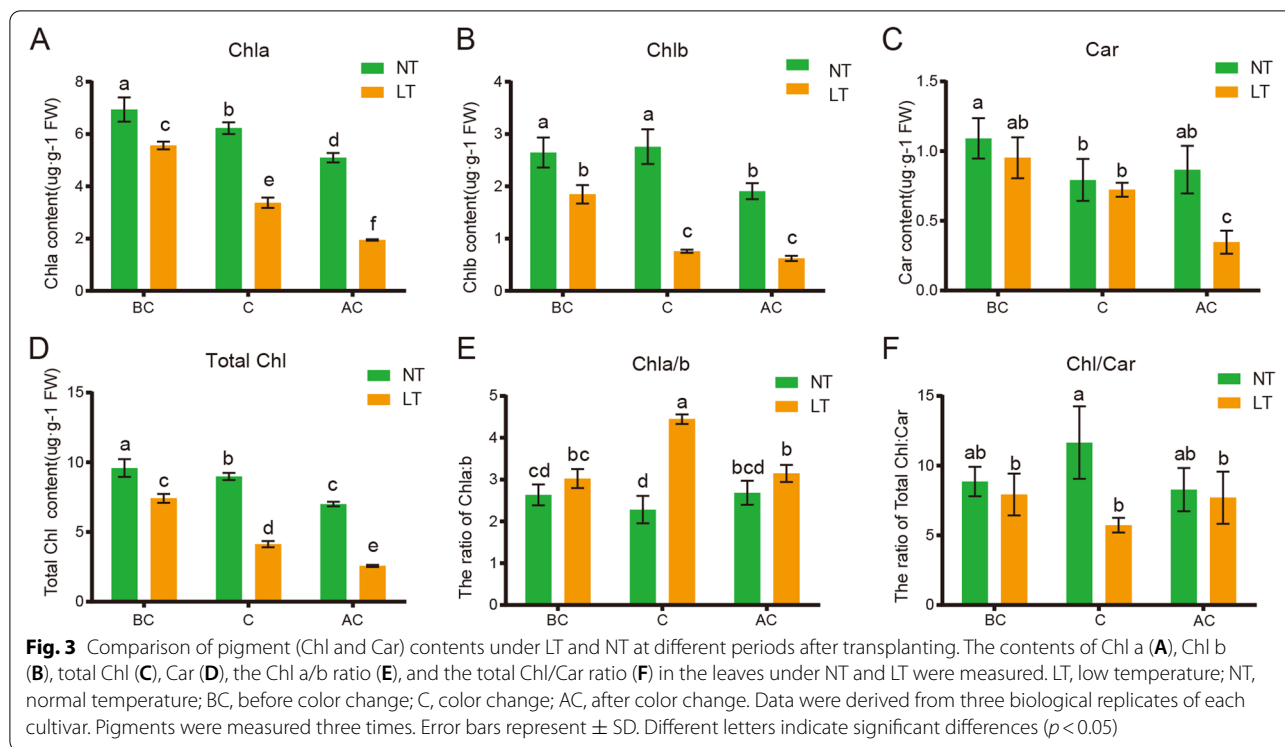 A
Chla
NT
LT
Chla content(ug·g-1 FW)
8
6
4
2
0
a
c
b
e
d
f
BC
C
AC
B
Chlb
NT
LT
Chlb content(ug·g-1 FW)
4
3
2
1
0
a
b
a
c
b
c
BC
C
AC
C
Car
NT
LT
Car content(ug·g-1 FW)
1.5
1.0
0.5
0.0
a
ab
b
b
ab
c
BC
C
AC
D
Total Chl
NT
LT
Total Chl content(ug·g-1 FW)
15
10
5
0
a
c
b
d
c
e
BC
C
AC
E
Chla/b
NT
LT
The ratio of Chla:b
5
4
3
2
1
0
cd
bc
d
a
bcd
b
BC
C
AC
F
Chl/Car
NT
LT
The ratio of Total Chl:Car
15
10
5
0
ab
b
a
b
ab
b
BC
C
AC
Fig. 3 Comparison of pigment (Chl and Car) contents under LT and NT at different periods after transplanting. The contents of Chl a (A), Chl b
(B), total Chl (C), Car (D), the Chl a/b ratio (E), and the total Chl/Car ratio (F) in the leaves under NT and LT were measured. LT, low temperature; NT,
normal temperature; BC, before color change; C, color change; AC, after color change. Data were derived from three biological replicates of each
cultivar. Pigments were measured three times. Error bars represent ± SD. Different letters indicate significant differences (p < 0.05)